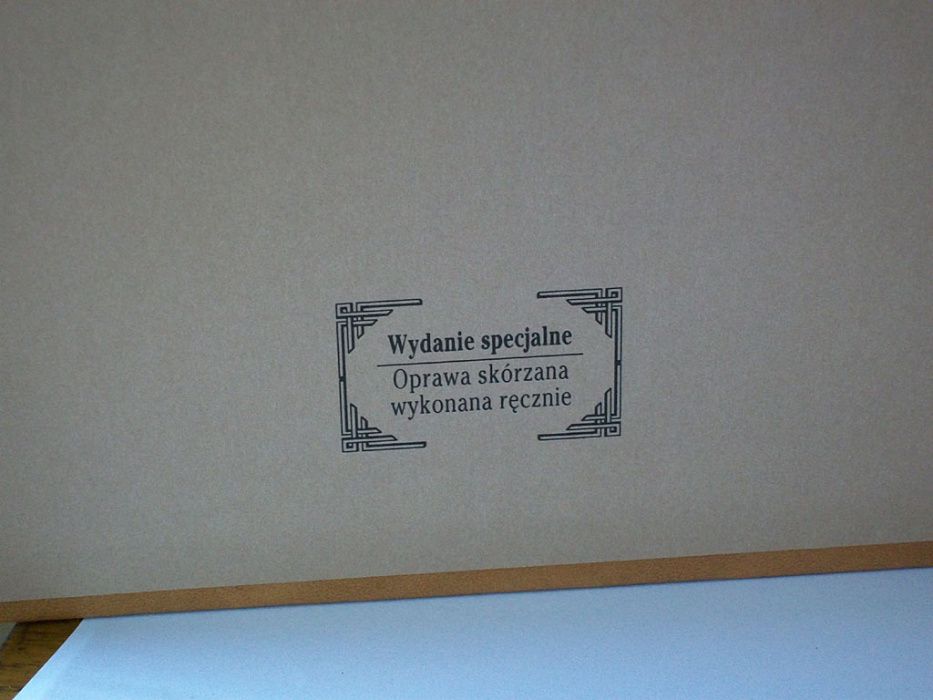 Wydanie specjalne
Oprawa skórzana
wykonana ręcznie